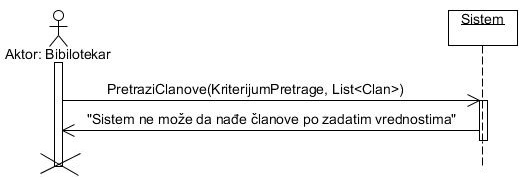 Sistem
Aktor: Bibilotekar
PretraziClanove(KriterijumPretrage, List<Clan>)
"Sistem ne može da nađe članove po zadatim vrednostima"